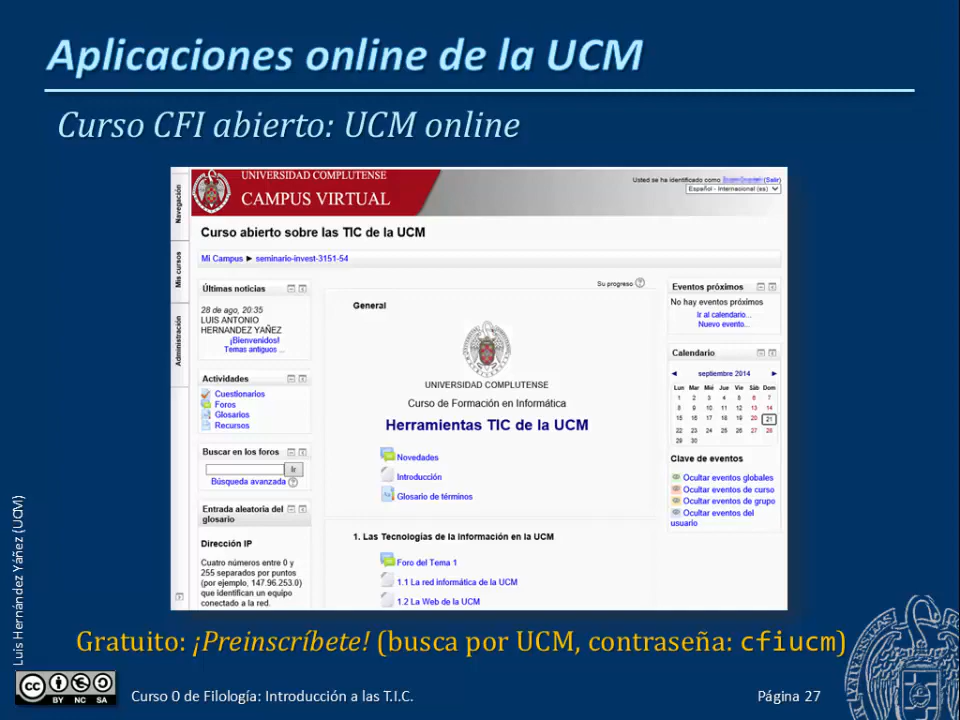 Aplicaciones online de la UCM
Curso CFI abierto: UCM online
UNIVERSIDAD COMPLUTENSE
CAMPUS VIRTUAL
Usted se ha identificado como (Salir)
Español - Internacional (es)
Navegación
Mis cursos
Administración
Curso abierto sobre las TIC de la UCM
Mi Campus ► seminario-invest-3151-54
Últimas noticias
28 de ago, 20:35
LUIS ANTONIO
HERNANDEZ YAÑEZ
¡Bienvenidos!
Temas antiguos ...
Actividades
Cuestionarios
Foros
Glosarios
Recursos
Buscar en los foros
Ir
Búsqueda avanzada
Entrada aleatoria del
glosario
Dirección IP
Cuatro números entre 0 y
255 separados por puntos
(por ejemplo, 147.96.253.0)
que identifican un equipo
conectado a la red.
Su progreso
General
UNIVERSIDAD COMPLUTENSE
Curso de Formación en Informática
Herramientas TIC de la UCM
Novedades
Introducción
Glosario de términos
1. Las Tecnologías de la información en la UCM
Foro del Tema 1
1.1 La red informática de la UCM
1.2 La Web de la UCM
Eventos próximos
No hay eventos próximos
Ir al calendario...
Nuevo evento...
Calendario
◄ septiembre 2014 ►
Lun Mar Mié Jue Vie Sáb Dom
1 2 3 4 5 6 7
8 9 10 11 12 13 14
15 16 17 18 19 20 21
22 23 24 25 26 27 28
29 30
Clave de eventos
Ocultar eventos globales
Ocultar eventos de curso
Ocultar eventos de grupo
Ocultar eventos del
usuario
Gratuito: ¡Preinscríbete! (busca por UCM, contraseña: cfiucm)
Luis Hernández Yáñez (UCM)
cc BY NC SA
Curso 0 de Filología: Introducción a las T.I.C.
Página 27